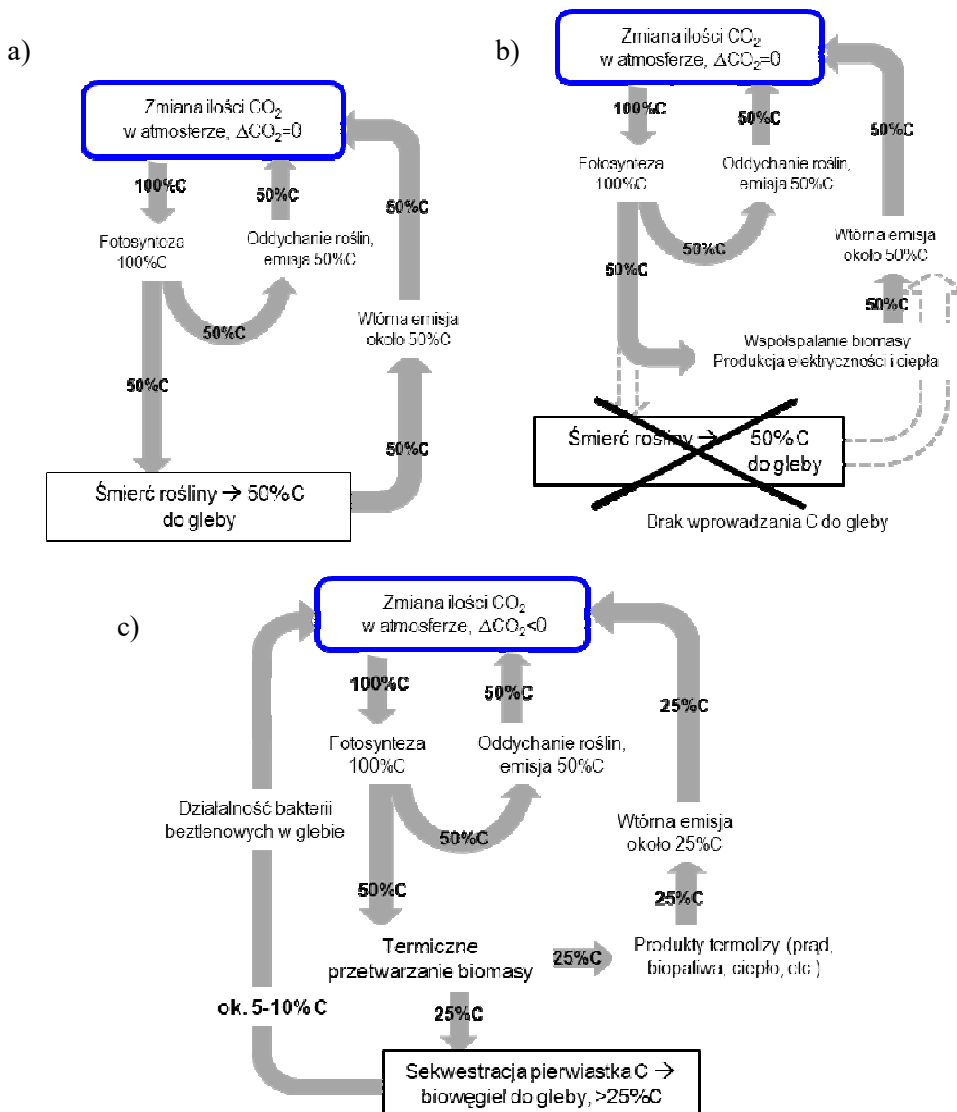 a)
Zmiana ilości CO₂
w atmosferze, ΔCO₂=0
100%C
50%C
50%C
Fotosynteza
100%C
Oddychanie roślin,
emisja 50%C
50%C
Wtórna emisja
około 50%C
50%C
50%C
Śmierć rośliny → 50%C
do gleby
b)
Zmiana ilości CO₂
w atmosferze, ΔCO₂=0
100%C
50%C
50%C
Fotosynteza
100%C
Oddychanie roślin,
emisja 50%C
50%C
50%C
Wtórna emisja
około 50%C
50%C
Współspalanie biomasy
Produkcja elektryczności i ciepła
Śmierć rośliny → 50%C
do gleby
Brak wprowadzania C do gleby
c)
Zmiana ilości CO₂
w atmosferze, ΔCO₂<0
100%C
50%C
25%C
Fotosynteza
100%C
Oddychanie roślin,
emisja 50%C
Działalność bakterii
beztlenowych w glebie
50%C
Wtórna emisja
około 25%C
50%C
25%C
Termiczne
przetwarzanie biomasy
25%C
Produkty termolizy (prąd,
biopaliwa, ciepło, etc.)
ok. 5-10% C
25%C
Sekwestracja pierwiastka C →
biowęgiel do gleby, >25%C